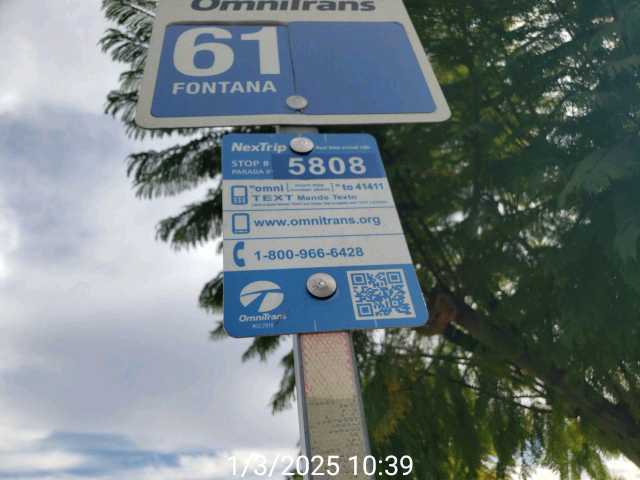 OmniTrans
61
FONTANA
NexTrip
STOP #
PARADA #
5808
"omni
" to 41411
TEXT Mande Texto
www.omnitrans.org
1-800-966-6428
OmniTrans
1/3/2025 10:39